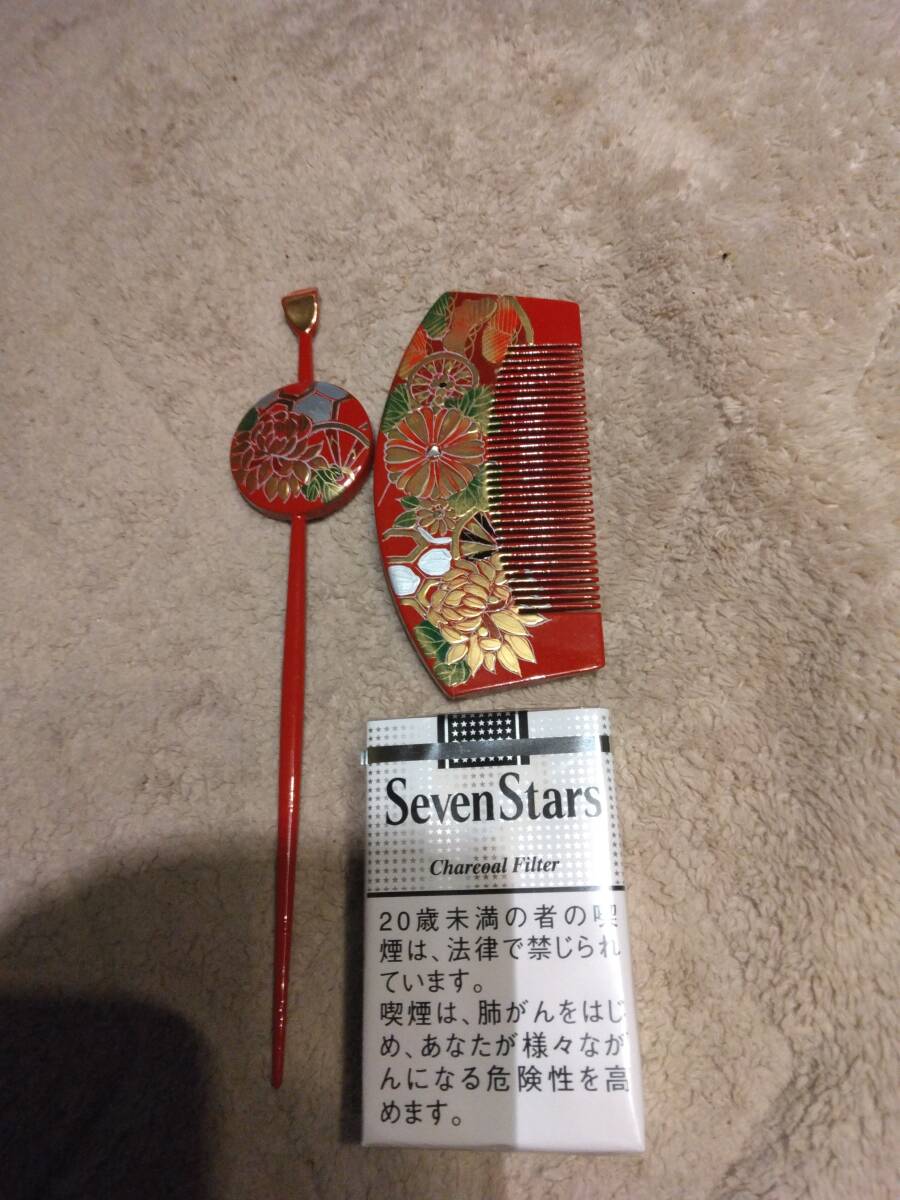 SevenStars
Charcoal Filter
20歳未満の者の喫
煙は、法律で禁じられ
ています。
喫煙は、肺がんをはじ
め、あなたが様々なが
んになる危険性を高
めます。